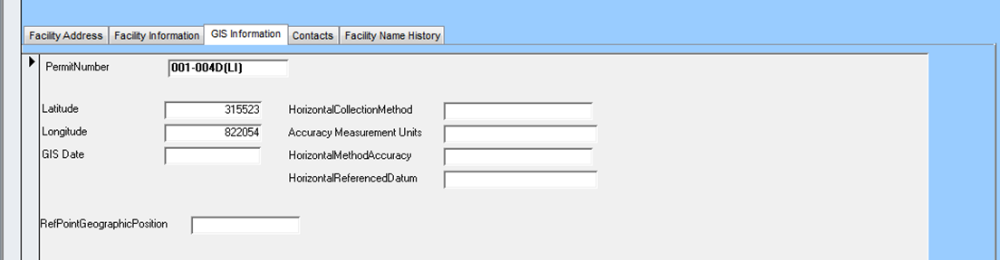 Facility Address Facility Information GIS Information Contacts Facility Name History
PermitNumber 001-004D(LI)
Latitude 315523 HorizontalCollectionMethod
Longitude 822054 Accuracy Measurement Units
GIS Date HorizontalMethodAccuracy
HorizontalReferencedDatum
RefPointGeographicPosition